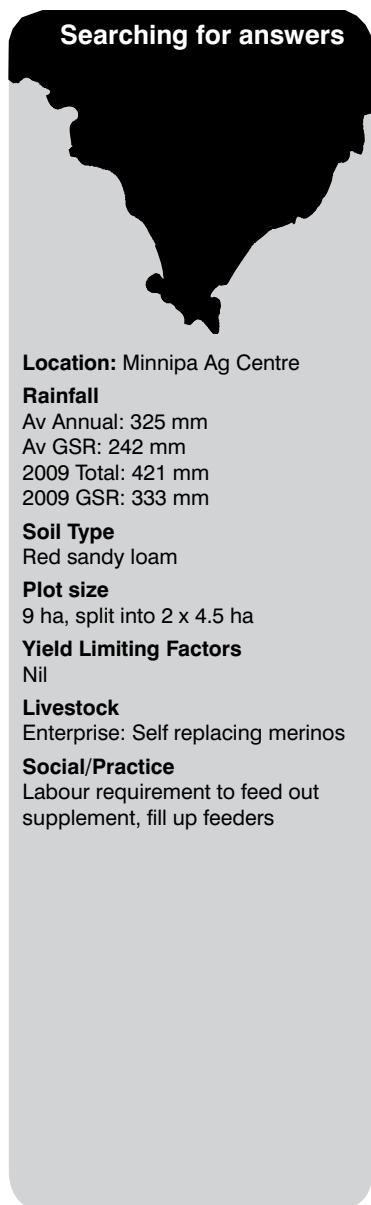 Searching for answers
Location: Minnipa Ag Centre
Rainfall
Av Annual: 325 mm
Av GSR: 242 mm
2009 Total: 421 mm
2009 GSR: 333 mm
Soil Type
Red sandy loam
Plot size
9 ha, split into 2 x 4.5 ha
Yield Limiting Factors
Nil
Livestock
Enterprise: Self replacing merinos
Social/Practice
Labour requirement to feed out
supplement, fill up feeders